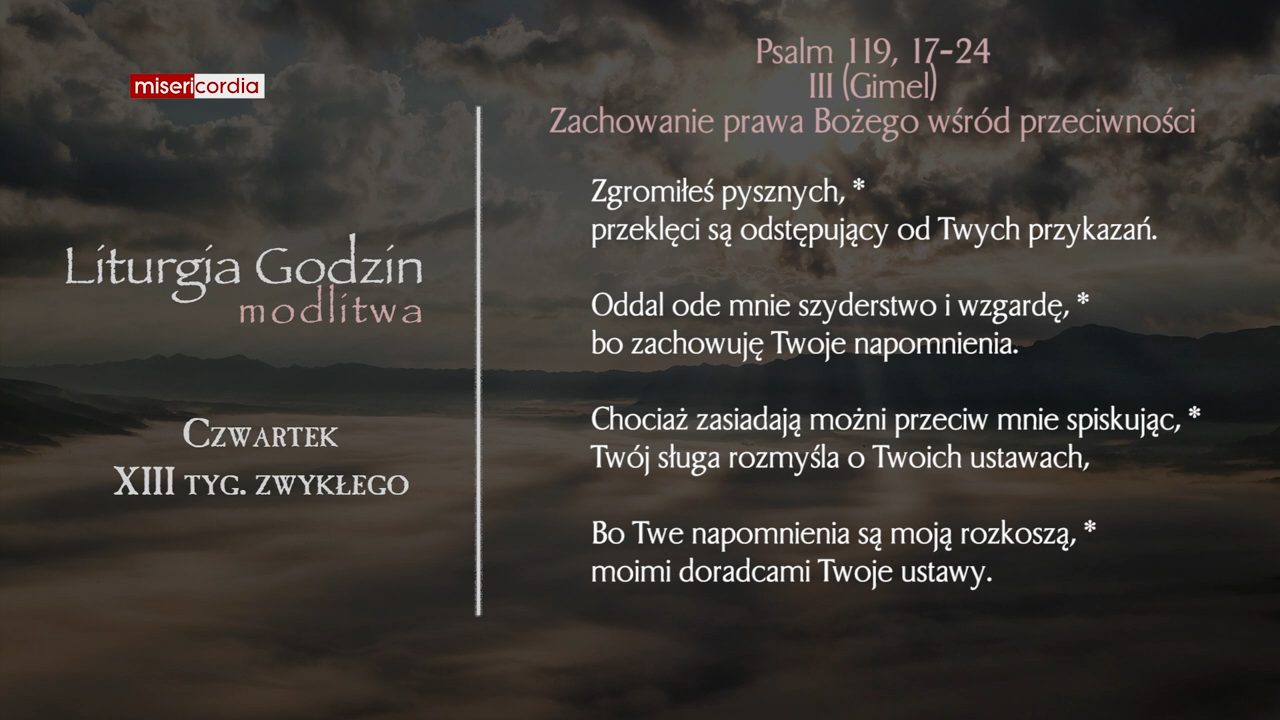 misericordia
Liturgia Godzin
modlitwa
Czwartek
XIII tyg. zwykłego
Psalm 119, 17-24
III (Gimel)
Zachowanie prawa Bożego wśród przeciwności
Zgromiłeś pysznych, *
przeklęci są odstępujący od Twych przykazań.
Oddal ode mnie szyderstwo i wzgardę, *
bo zachowuję Twoje napomnienia.
Chociaż zasiadają możni przeciw mnie spiskując, *
Twój sługa rozmyśla o Twoich ustawach,
Bo Twe napomnienia są moją rozkoszą, *
moimi doradcami Twoje ustawy.